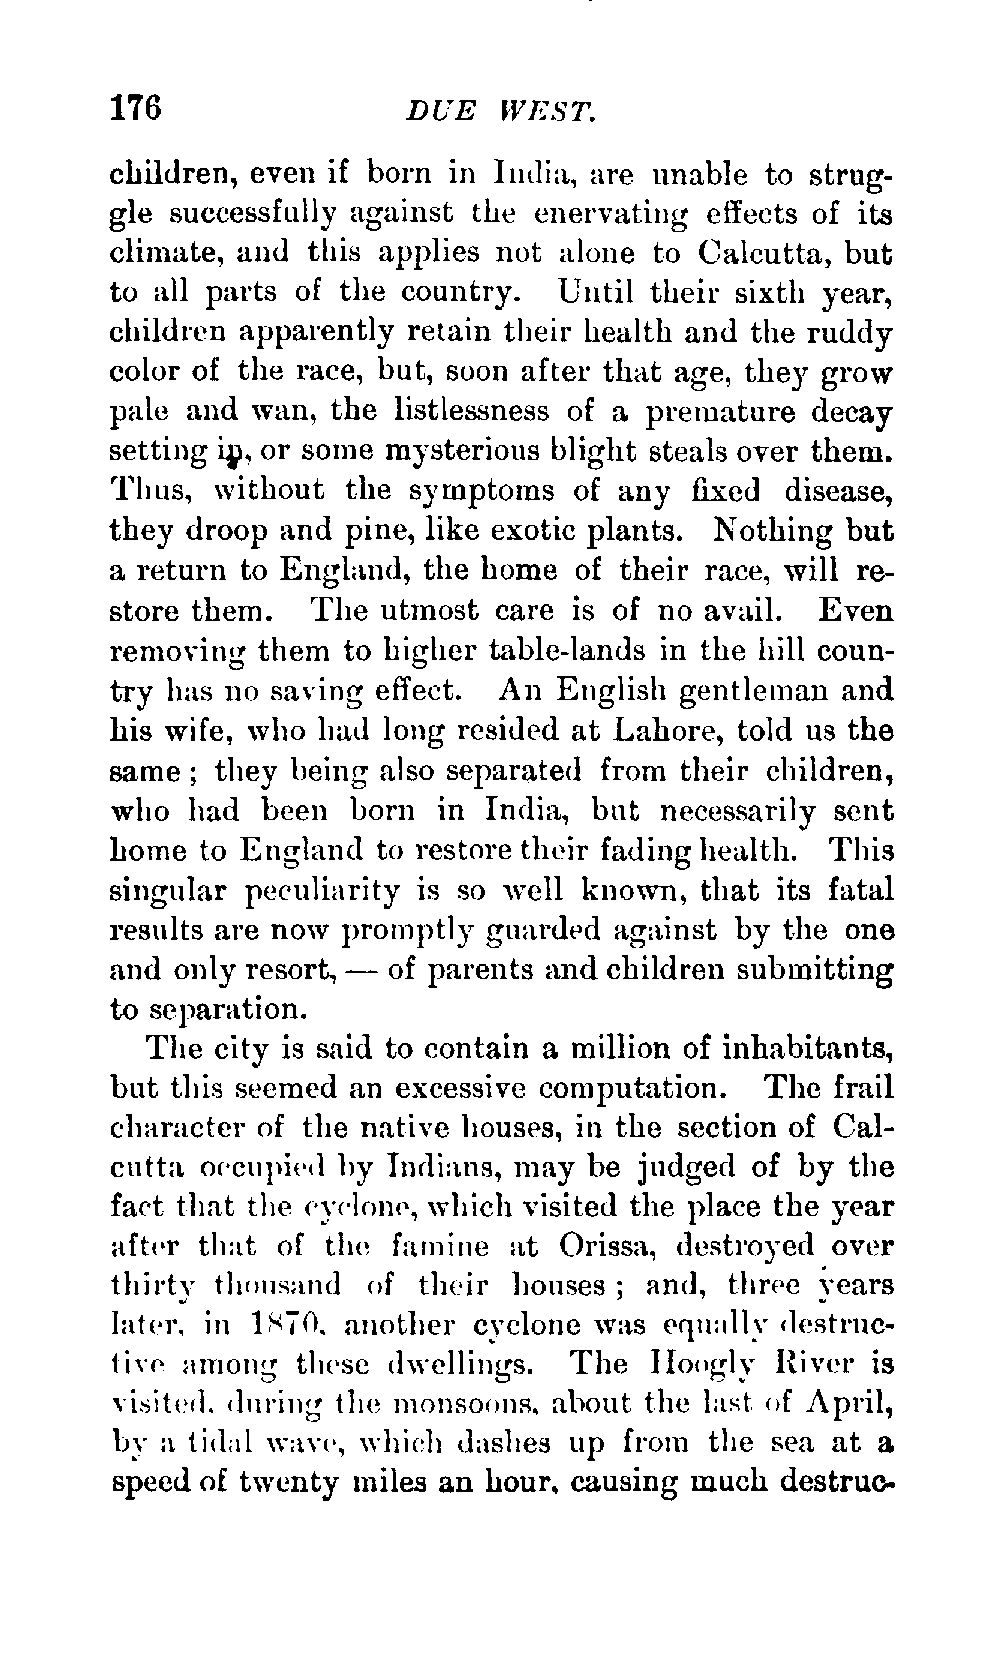 176 DUE WEST.
children, even if born in India, are unable to strug-
gle successfully against the enervating effects of its
climate, and this applies not alone to Calcutta, but
to all parts of the country. Until their sixth year,
children apparently retain their health and the ruddy
color of the race, but, soon after that age, they grow
pale and wan, the listlessness of a premature decay
setting in, or some mysterious blight steals over them.
Thus, without the symptoms of any fixed disease,
they droop and pine, like exotic plants. Nothing but
a return to England, the home of their race, will re-
store them. The utmost care is of no avail. Even
removing them to higher table-lands in the hill coun-
try has no saving effect. An English gentleman and
his wife, who had long resided at Lahore, told us the
same ; they being also separated from their children,
who had been born in India, but necessarily sent
home to England to restore their fading health. This
singular peculiarity is so well known, that its fatal
results are now promptly guarded against by the one
and only resort, — of parents and children submitting
to separation.
The city is said to contain a million of inhabitants,
but this seemed an excessive computation. The frail
character of the native houses, in the section of Cal-
cutta occupied by Indians, may be judged of by the
fact that the cyclone, which visited the place the year
after that of the famine at Orissa, destroyed over
thirty thousand of their houses ; and, three years
later, in 1870, another cyclone was equally destruc-
tive among these dwellings. The Hoogly River is
visited, during the monsoons, about the last of April,
by a tidal wave, which dashes up from the sea at a
speed of twenty miles an hour, causing much destruc-